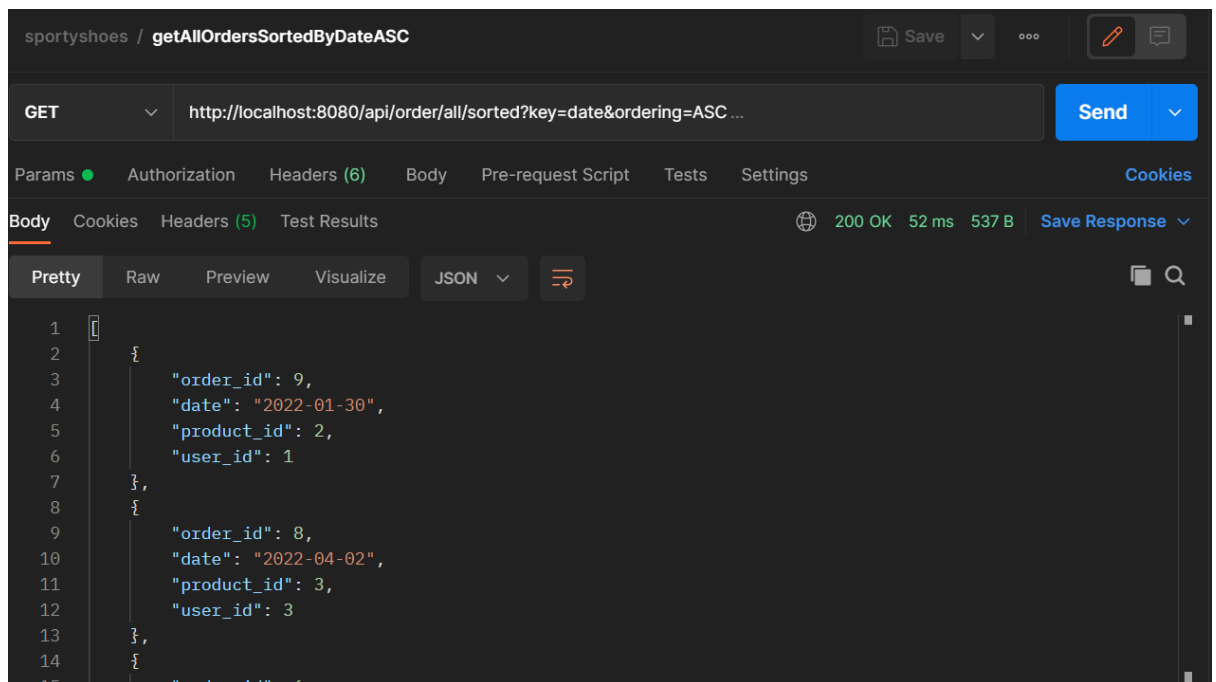 sportyshoes / getAllOrdersSortedByDateASC Save
GET http://localhost:8080/api/order/all/sorted?key=date&ordering=ASC ... Send
Params Authorization Headers (6) Body Pre-request Script Tests Settings Cookies
Body Cookies Headers (5) Test Results 200 OK 52 ms 537 B Save Response
Pretty Raw Preview Visualize JSON
1 [
2 {
3 "order_id": 9,
4 "date": "2022-01-30",
5 "product_id": 2,
6 "user_id": 1
7 },
8 {
9 "order_id": 8,
10 "date": "2022-04-02",
11 "product_id": 3,
12 "user_id": 3
13 },
14 {